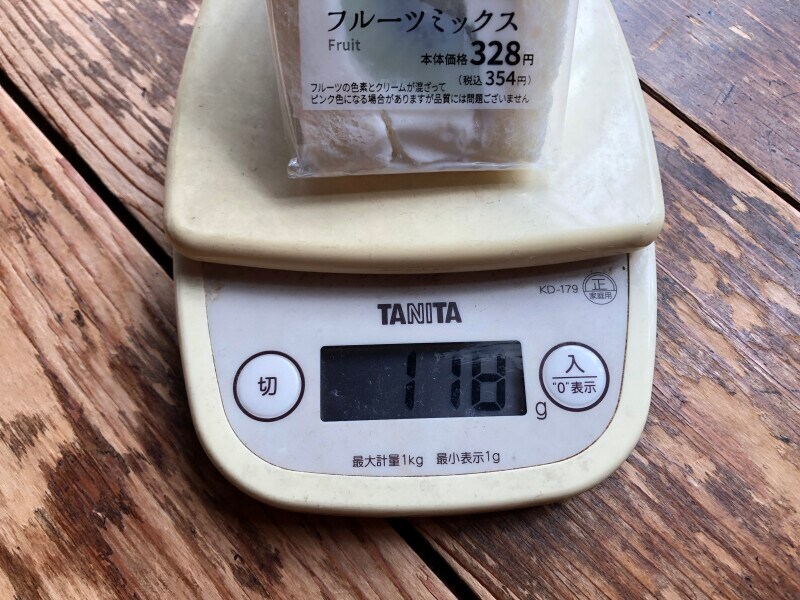 フルーツミックス
Fruit
本体価格328円
(税込354円)
フルーツの色素とクリームが混ざって
ピンク色になる場合がありますが品質には問題ございません
KD-179 正 家庭用
TANITA
切
118 g
入
"0"表示
最大計量1kg 最小表示1g